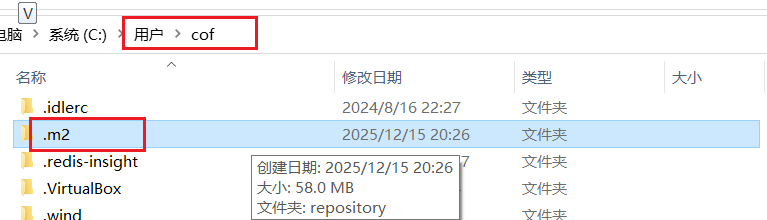 V
电脑 > 系统 (C:) > 用户 > cof
名称 修改日期 类型 大小
.idlerc 2024/8/16 22:27 文件夹
.m2 2025/12/15 20:26 文件夹
.redis-insight 7 文件夹
创建日期: 2025/12/15 20:26
.VirtualBox 文件夹
大小: 58.0 MB
.wind 文件夹
文件夹: repository